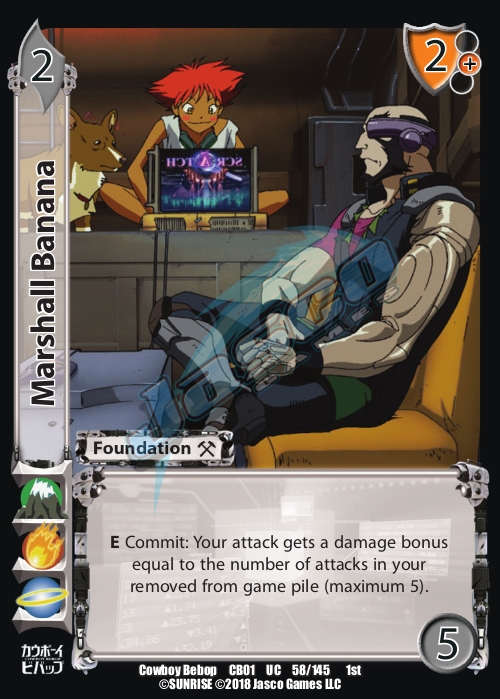 2
2
+
Marshall Banana
SCRATCH
Foundation
E Commit: Your attack gets a damage bonus
equal to the number of attacks in your
removed from game pile (maximum 5).
5
カウボーイ
ビバップ
Cowboy Bebop CB01 UC 58/145 1st
©SUNRISE ©2018 Jasco Games LLC